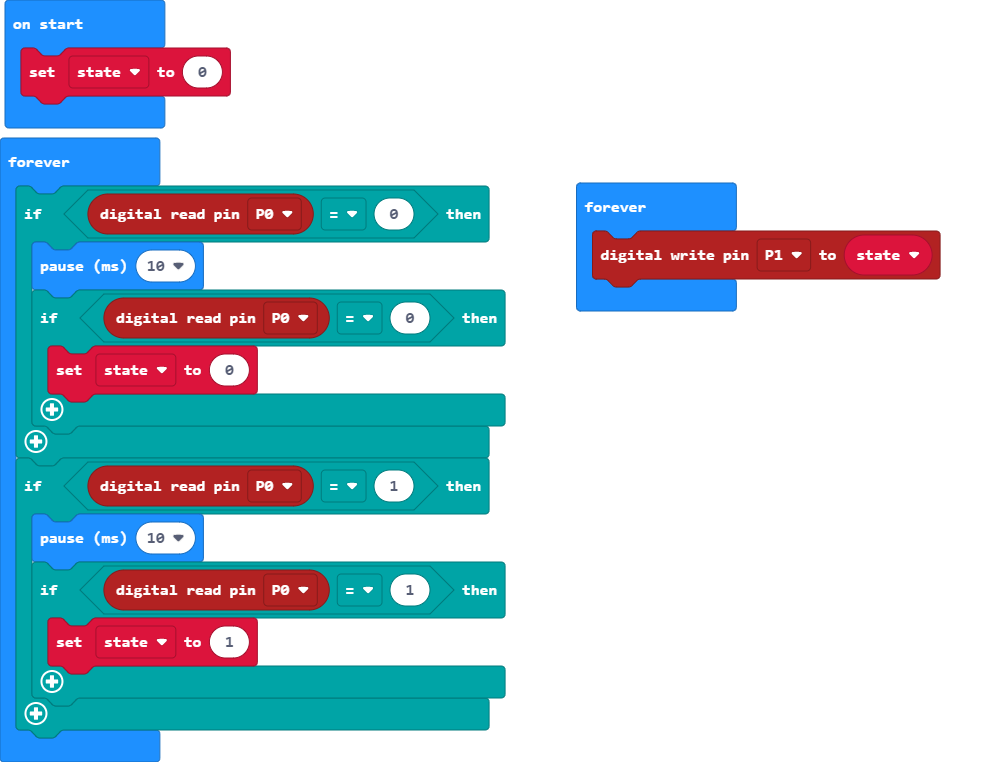 on start
set state to 0
forever
if digital read pin P0 = 0 then
pause (ms) 10
if digital read pin P0 = 0 then
set state to 0
if digital read pin P0 = 1 then
pause (ms) 10
if digital read pin P0 = 1 then
set state to 1
forever
digital write pin P1 to state